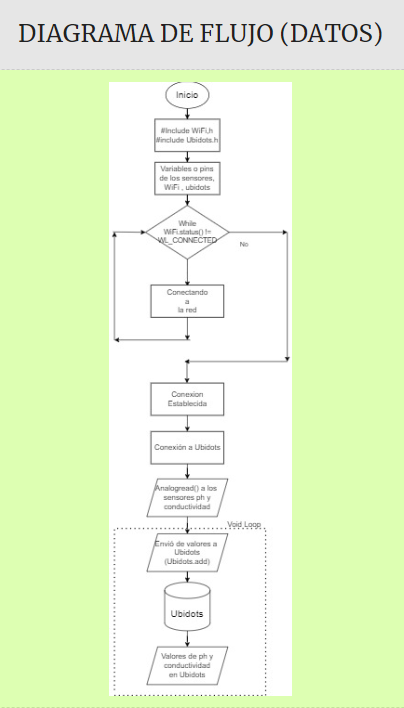 DIAGRAMA DE FLUJO (DATOS)
Inicio
#Include WiFi.h
#include Ubidots.h
Variables o pins
de los sensores,
WiFi , ubidots
While
WiFi.status() !=
WL_CONNECTED
No
Conectando
a
la red
Conexion
Establecida
Conexión a Ubidots
Analogread() a los
sensores ph y
conductividad
Void Loop
Envió de valores a
Ubidots
(Ubidots.add)
Ubidots
Valores de ph y
conductividad
en Ubidots